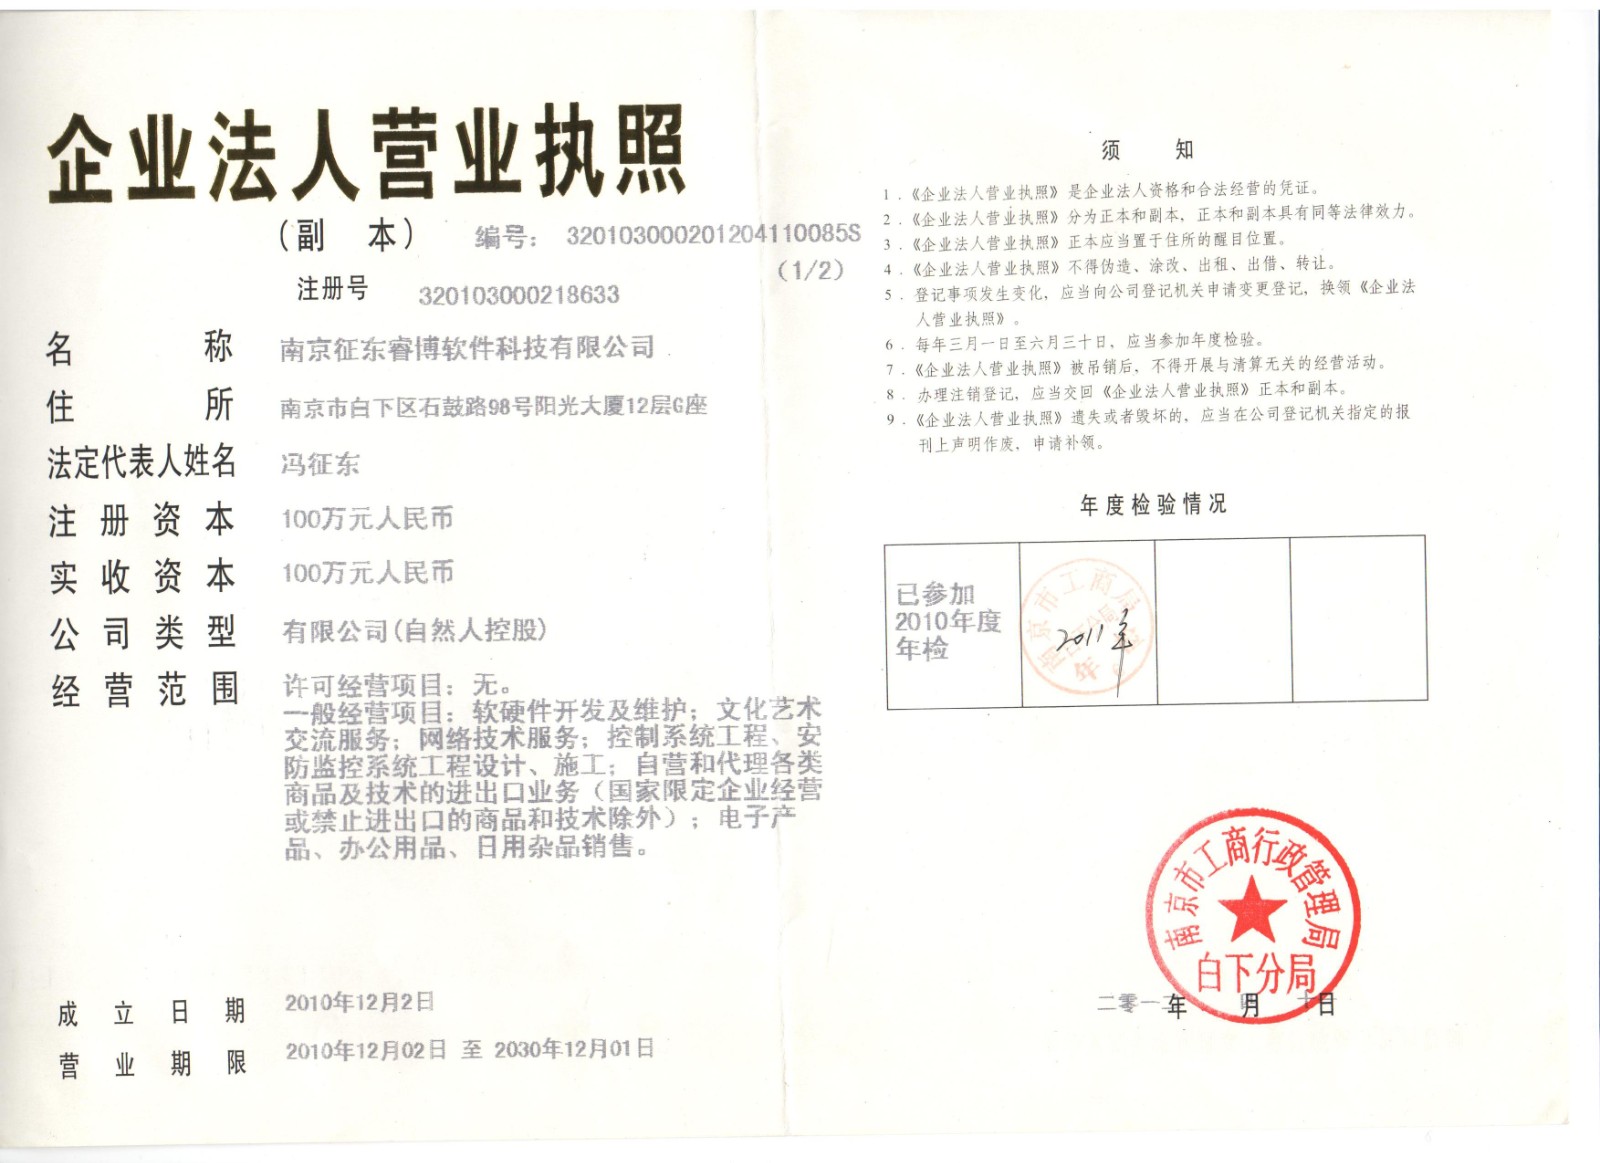 企业法人营业执照
（副 本） 编号： 320103000201204110085S
（1/2）
注册号 320103000218633
名称 南京征东睿博软件科技有限公司
住所 南京市白下区石鼓路98号阳光大厦12层G座
法定代表人姓名 冯征东
注册资本 100万元人民币
实收资本 100万元人民币
公司类型 有限公司(自然人控股)
经营范围 许可经营项目：无。
一般经营项目：软硬件开发及维护；文化艺术
交流服务；网络技术服务；控制系统工程、安
防监控系统工程设计、施工；自营和代理各类
商品及技术的进出口业务（国家限定企业经营
或禁止进出口的商品和技术除外）；电子产
品、办公用品、日用杂品销售。
成立日期 2010年12月2日
营业期限 2010年12月02日 至 2030年12月01日
须 知
1．《企业法人营业执照》是企业法人资格和合法经营的凭证。
2．《企业法人营业执照》分为正本和副本，正本和副本具有同等法律效力。
3．《企业法人营业执照》正本应当置于住所的醒目位置。
4．《企业法人营业执照》不得伪造、涂改、出租、出借、转让。
5．登记事项发生变化，应当向公司登记机关申请变更登记，换领《企业法
人营业执照》。
6．每年三月一日至六月三十日，应当参加年度检验。
7．《企业法人营业执照》被吊销后，不得开展与清算无关的经营活动。
8．办理注销登记，应当交回《企业法人营业执照》正本和副本。
9．《企业法人营业执照》遗失或者毁坏的，应当在公司登记机关指定的报
刊上声明作废，申请补领。
年度检验情况
已参加
2010年度
年检
南京市工商局
2011年
南京市工商行政管理局
白下分局
二零一二年 四月 十日